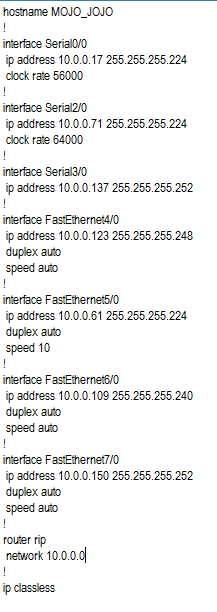 hostname MOJO_JOJO
!
interface Serial0/0
ip address 10.0.0.17 255.255.255.224
clock rate 56000
!
interface Serial2/0
ip address 10.0.0.71 255.255.255.224
clock rate 64000
!
interface Serial3/0
ip address 10.0.0.137 255.255.255.252
!
interface FastEthernet4/0
ip address 10.0.0.123 255.255.255.248
duplex auto
speed auto
!
interface FastEthernet5/0
ip address 10.0.0.61 255.255.255.224
duplex auto
speed 10
!
interface FastEthernet6/0
ip address 10.0.0.109 255.255.255.240
duplex auto
speed auto
!
interface FastEthernet7/0
ip address 10.0.0.150 255.255.255.252
duplex auto
speed auto
!
router rip
network 10.0.0.0
!
ip classless